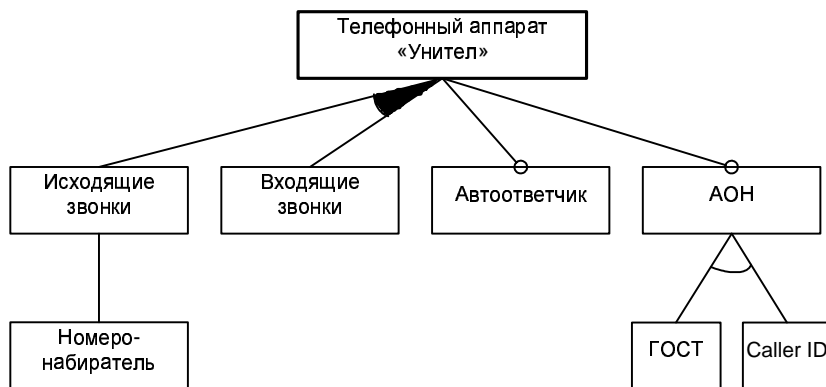 Телефонный аппарат
«Унител»
Исходящие
звонки
Входящие
звонки
Автоответчик
АОН
Номеро-
набиратель
ГОСТ
Caller ID